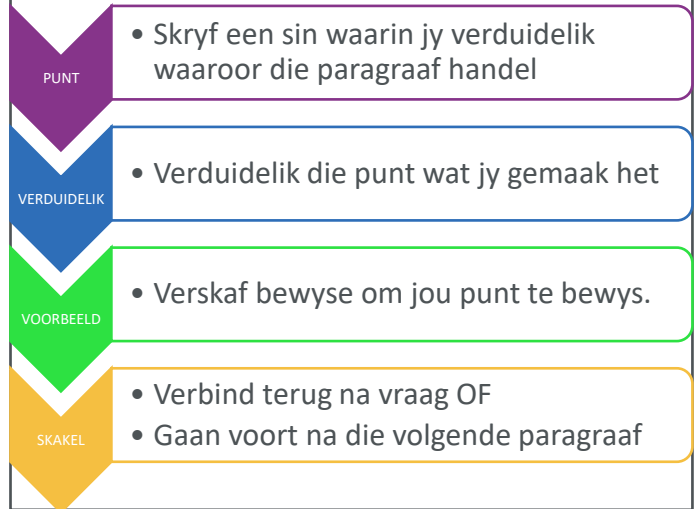 PUNT
• Skryf een sin waarin jy verduidelik
waaroor die paragraaf handel
VERDUIDELIK
• Verduidelik die punt wat jy gemaak het
VOORBEELD
• Verskaf bewyse om jou punt te bewys.
SKAKEL
• Verbind terug na vraag OF
• Gaan voort na die volgende paragraaf